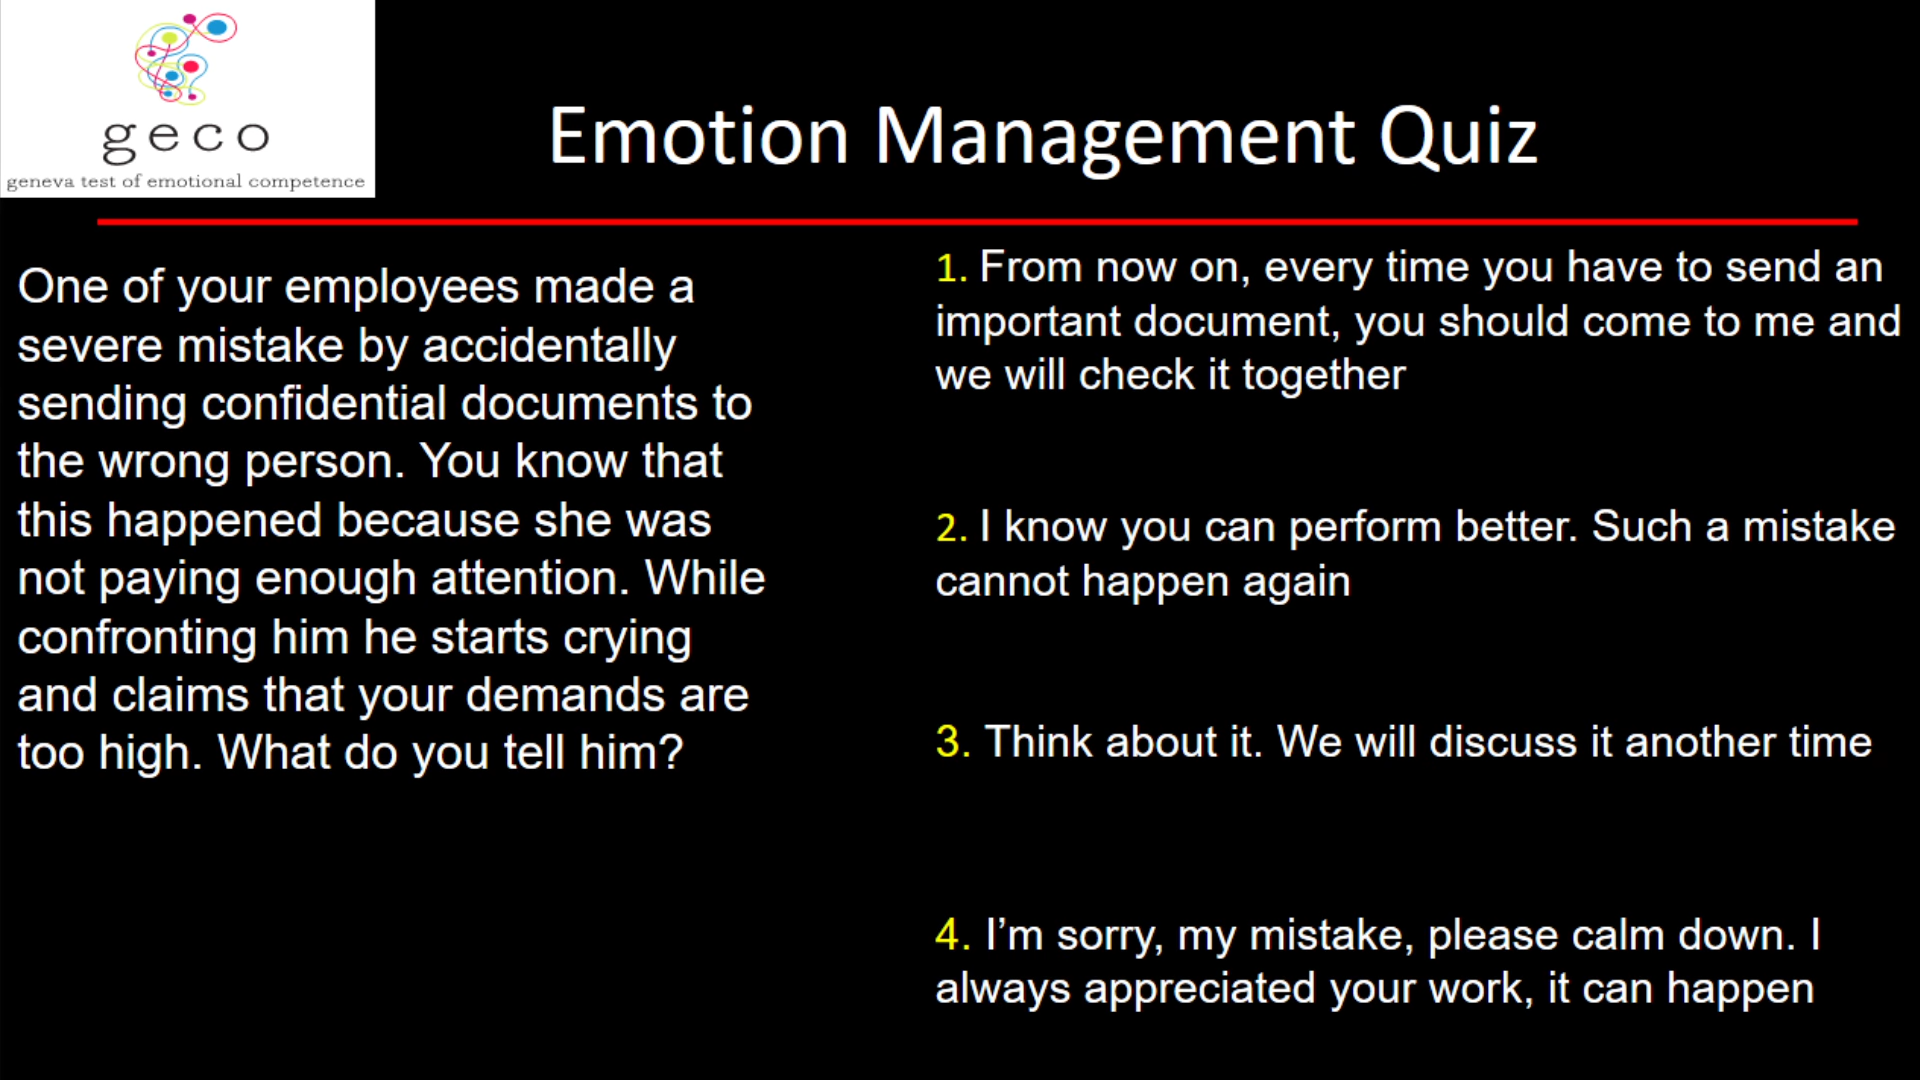 geco
geneva test of emotional competence
Emotion Management Quiz
One of your employees made a
severe mistake by accidentally
sending confidential documents to
the wrong person. You know that
this happened because she was
not paying enough attention. While
confronting him he starts crying
and claims that your demands are
too high. What do you tell him?
1. From now on, every time you have to send an
important document, you should come to me and
we will check it together
2. I know you can perform better. Such a mistake
cannot happen again
3. Think about it. We will discuss it another time
4. I’m sorry, my mistake, please calm down. I
always appreciated your work, it can happen